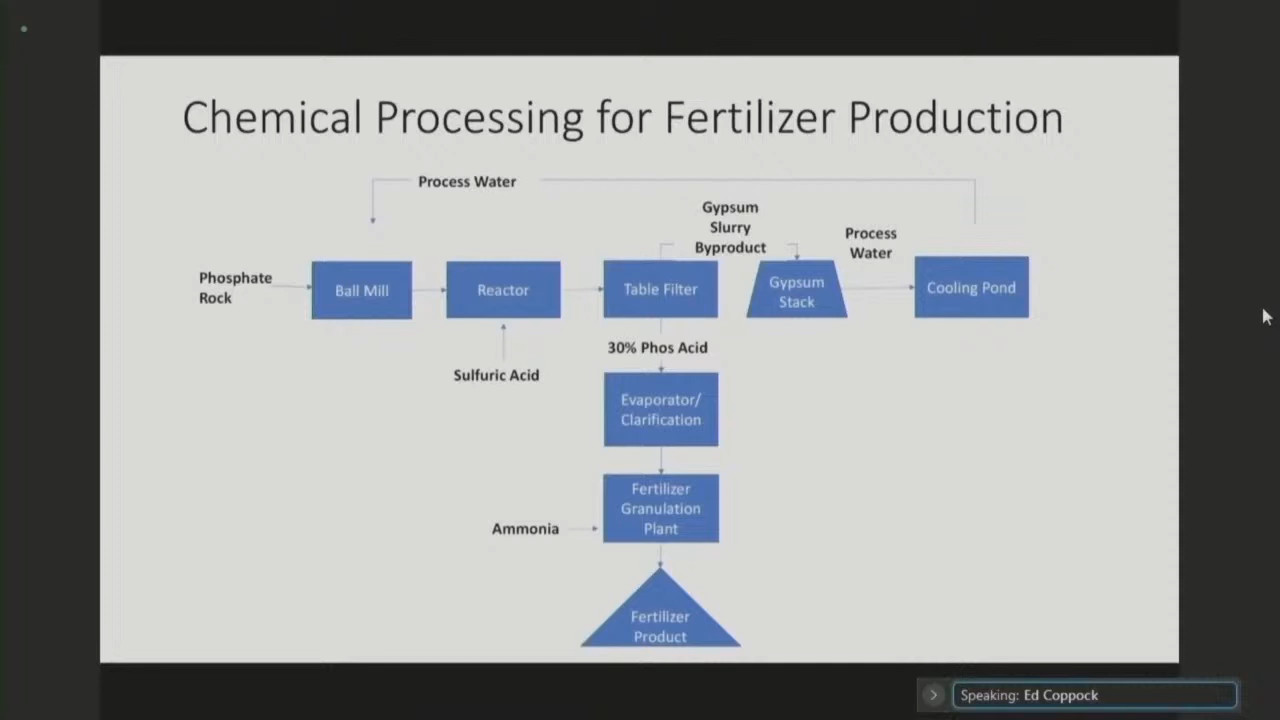 Chemical Processing for Fertilizer Production
Process Water
Gypsum
Slurry
Byproduct
Process
Water
Phosphate
Rock
Ball Mill
Reactor
Table Filter
Gypsum
Stack
Cooling Pond
30% Phos Acid
Sulfuric Acid
Evaporator/
Clarification
Fertilizer
Granulation
Plant
Ammonia
Fertilizer
Product
Speaking: Ed Coppock